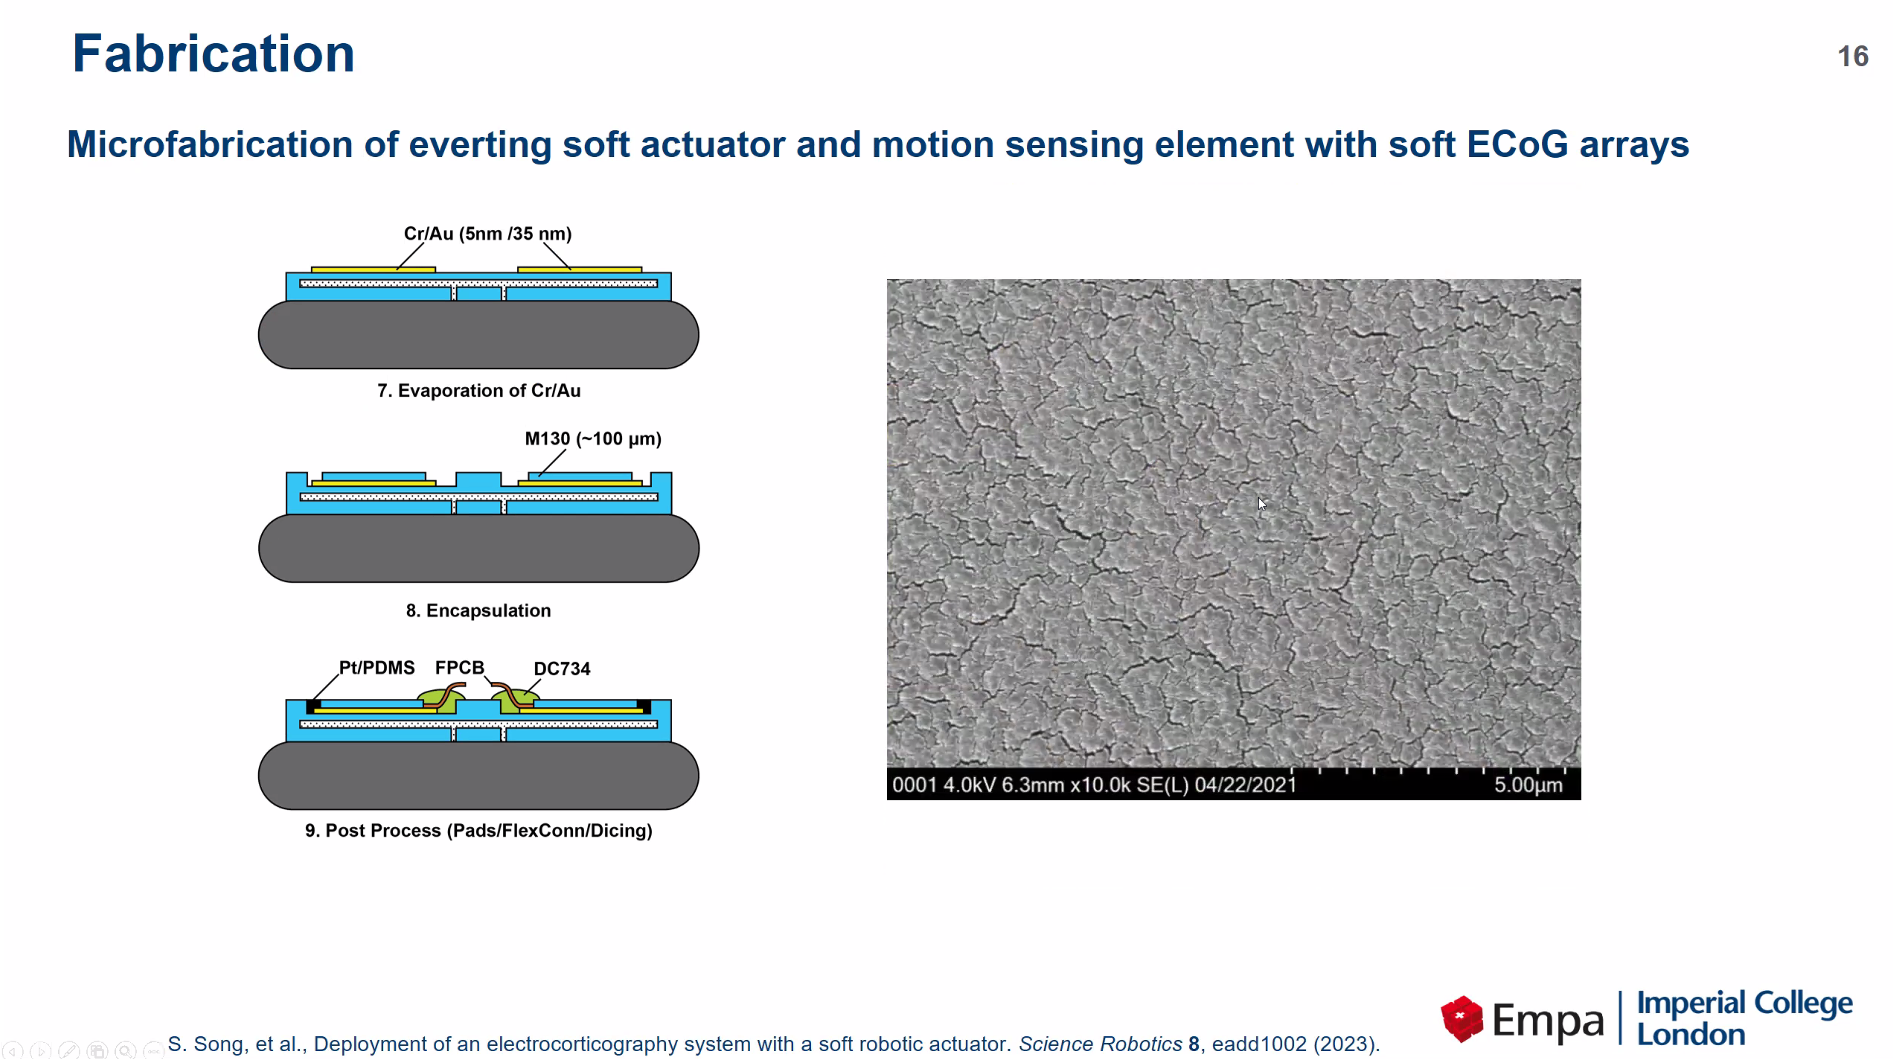 Fabrication
16
Microfabrication of everting soft actuator and motion sensing element with soft ECoG arrays
Cr/Au (5nm /35 nm)
7. Evaporation of Cr/Au
M130 (~100 µm)
8. Encapsulation
Pt/PDMS FPCB DC734
9. Post Process (Pads/FlexConn/Dicing)
0001 4.0kV 6.3mm x10.0k SE(L) 04/22/2021 5.00µm
Empa
Imperial College
London
S. Song, et al., Deployment of an electrocorticography system with a soft robotic actuator. Science Robotics 8, eadd1002 (2023).